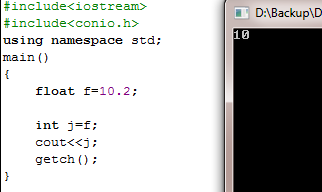 #include<iostream>
#include<conio.h>
using namespace std;
main()
{
float f=10.2;
int j=f;
cout<<j;
getch();
}
D:\Backup\D
10